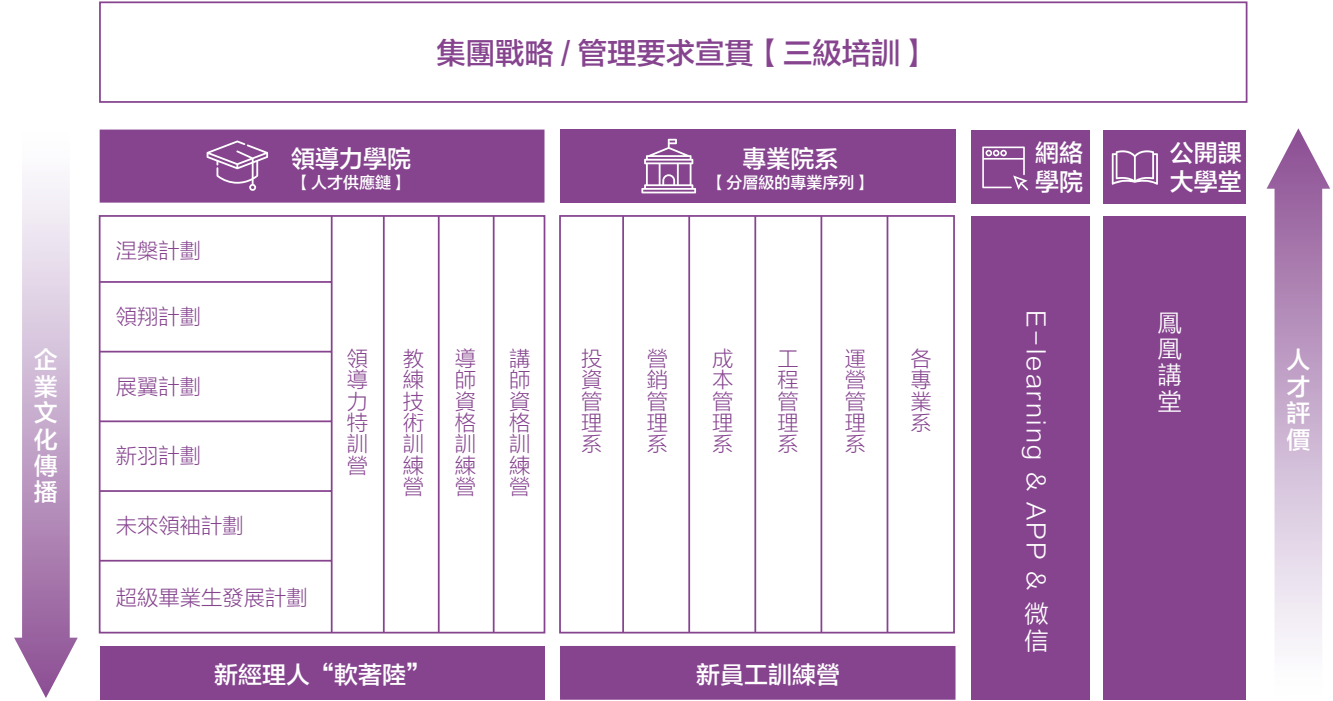 集團戰略 / 管理要求宣貫【 三級培訓 】
領導力學院
【 人才供應鏈 】
專業院系
【 分層級的專業序列 】
網絡
學院
公開課
大學堂
企業文化傳播
涅槃計劃
領翔計劃
展翼計劃
新羽計劃
未來領袖計劃
超級畢業生發展計劃
領導力特訓營
教練技術訓練營
導師資格訓練營
講師資格訓練營
投資管理系
營銷管理系
成本管理系
工程管理系
運營管理系
各專業系
E-learning & APP & 微信
鳳凰講堂
人才評價
新經理人“軟著陸”
新員工訓練營